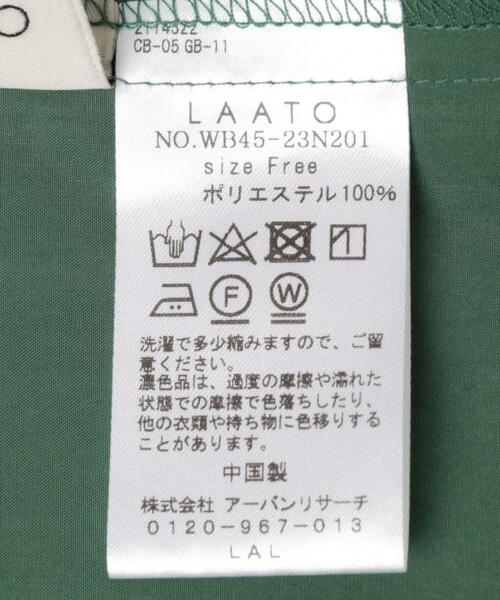 O
2114322
CB-05 GB-11
LAATO
NO.WB45-23N201
size Free
ポリエステル100%
F
W
洗濯で多少縮みますので、ご留
意ください。
濃色品は、過度の摩擦や濡れた
状態での摩擦で色落ちしたり、
他の衣類や持ち物に色移りする
ことがあります。
中国製
株式会社 アーバンリサーチ
0120-967-013
LAL